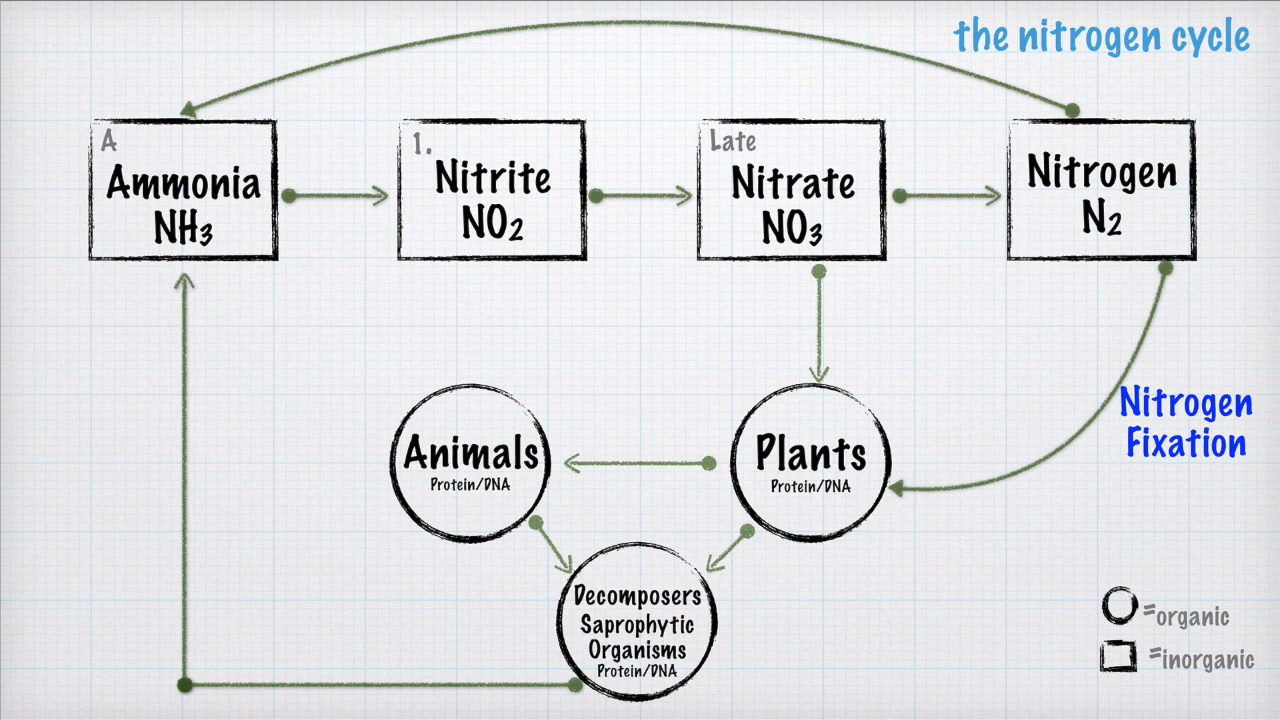 the nitrogen cycle
A
Ammonia
NH₃
1.
Nitrite
NO₂
Late
Nitrate
NO₃
Nitrogen
N₂
Nitrogen
Fixation
Animals
Protein/DNA
Plants
Protein/DNA
Decomposers
Saprophytic
Organisms
Protein/DNA
=organic
=inorganic